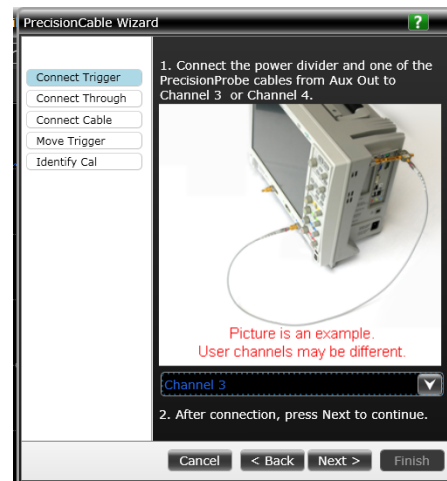 PrecisionCable Wizard
?
Connect Trigger
Connect Through
Connect Cable
Move Trigger
Identify Cal
1. Connect the power divider and one of the
PrecisionProbe cables from Aux Out to
Channel 3 or Channel 4.
Picture is an example.
User channels may be different.
Channel 3
2. After connection, press Next to continue.
Cancel
< Back
Next >
Finish